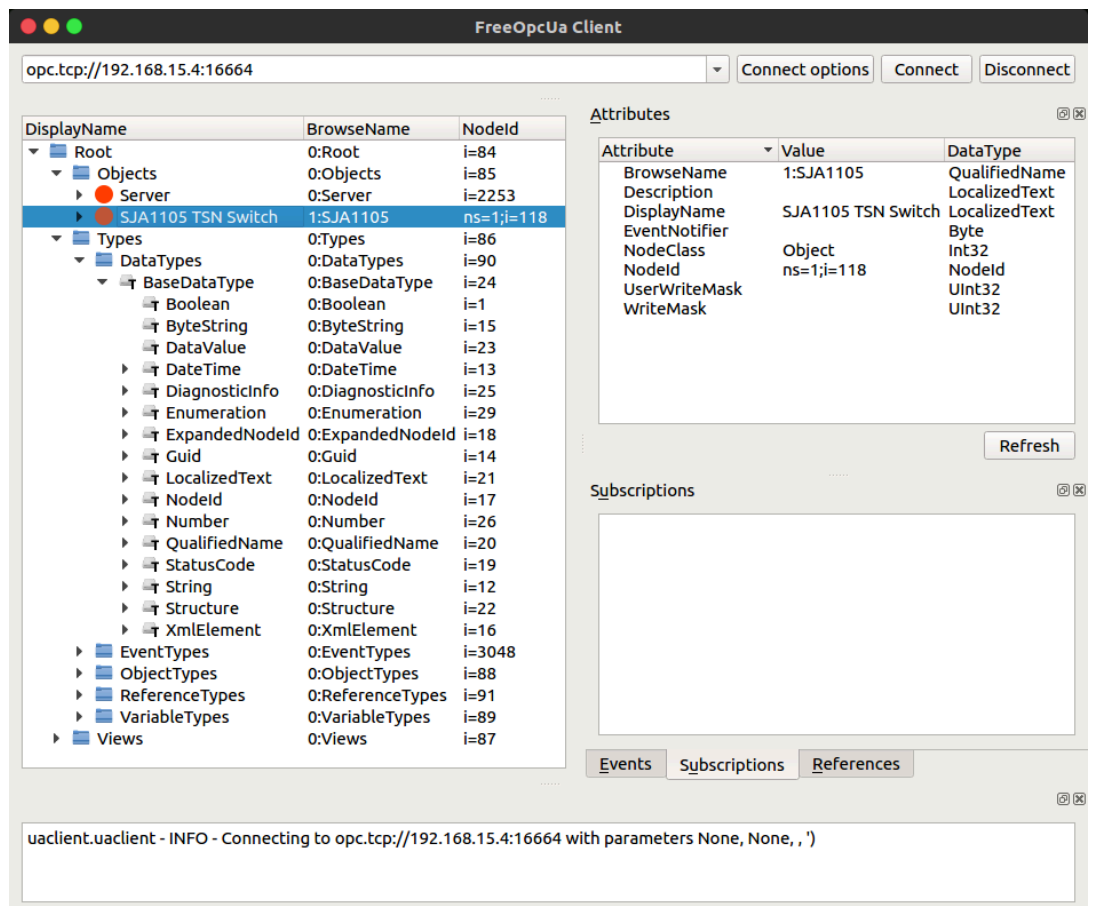 FreeOpcUa Client
opc.tcp://192.168.15.4:16664 Connect options Connect Disconnect
DisplayName BrowseName NodeId
Root 0:Root i=84
Objects 0:Objects i=85
Server 0:Server i=2253
SJA1105 TSN Switch 1:SJA1105 ns=1;i=118
Types 0:Types i=86
DataTypes 0:DataTypes i=90
BaseDataType 0:BaseDataType i=24
Boolean 0:Boolean i=1
ByteString 0:ByteString i=15
DataValue 0:DataValue i=23
DateTime 0:DateTime i=13
DiagnosticInfo 0:DiagnosticInfo i=25
Enumeration 0:Enumeration i=29
ExpandedNodeId 0:ExpandedNodeId i=18
Guid 0:Guid i=14
LocalizedText 0:LocalizedText i=21
NodeId 0:NodeId i=17
Number 0:Number i=26
QualifiedName 0:QualifiedName i=20
StatusCode 0:StatusCode i=19
String 0:String i=12
Structure 0:Structure i=22
XmlElement 0:XmlElement i=16
EventTypes 0:EventTypes i=3048
ObjectTypes 0:ObjectTypes i=88
ReferenceTypes 0:ReferenceTypes i=91
VariableTypes 0:VariableTypes i=89
Views 0:Views i=87
Attributes
Attribute Value DataType
BrowseName 1:SJA1105 QualifiedName
Description LocalizedText
DisplayName SJA1105 TSN Switch LocalizedText
EventNotifier Byte
NodeClass Object Int32
NodeId ns=1;i=118 NodeId
UserWriteMask UInt32
WriteMask UInt32
Refresh
Subscriptions
Events Subscriptions References
uaclient.uaclient - INFO - Connecting to opc.tcp://192.168.15.4:16664 with parameters None, None, , ')